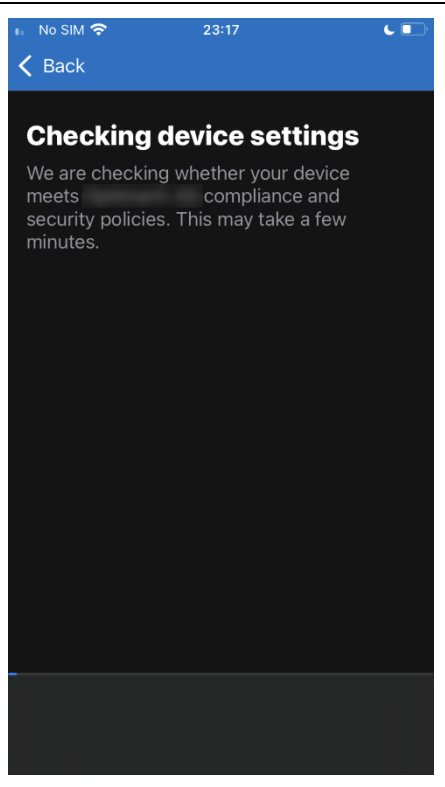 No SIM 23:17
Back
Checking device settings
We are checking whether your device
meets compliance and
security policies. This may take a few
minutes.